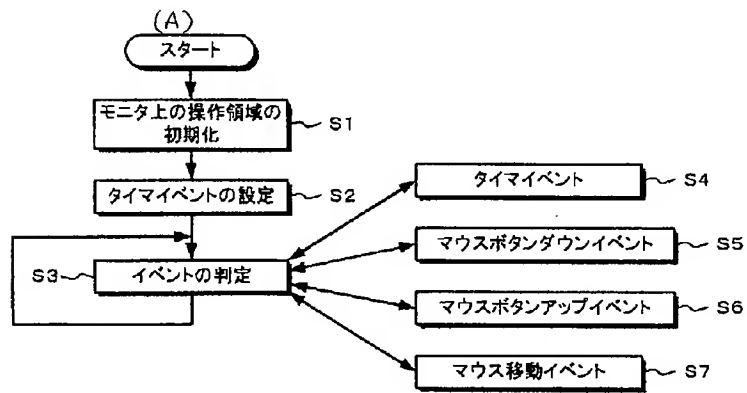 (A)
スタート
モニタ上の操作領域の
初期化
S1
タイマイベントの設定
S2
S3
イベントの判定
タイマイベント
S4
マウスボタンダウンイベント
S5
マウスボタンアップイベント
S6
マウス移動イベント
S7